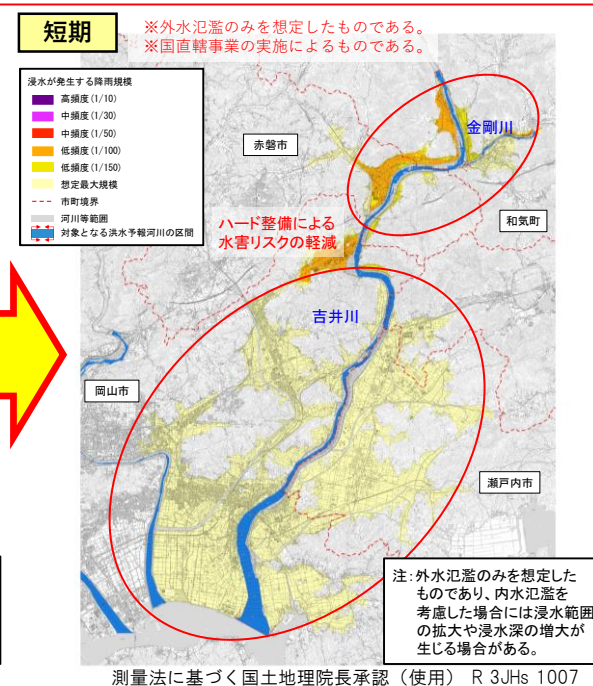 短期
※外水氾濫のみを想定したものである。
※国直轄事業の実施によるものである。
浸水が発生する降雨規模
高頻度(1/10)
中頻度(1/30)
中頻度(1/50)
低頻度(1/100)
低頻度(1/150)
想定最大規模
市町境界
河川等範囲
対象となる洪水予報河川の区間
赤磐市
金剛川
和気町
ハード整備による
水害リスクの軽減
吉井川
岡山市
瀬戸内市
注:外水氾濫のみを想定した
ものであり、内水氾濫を
考慮した場合には浸水範囲
の拡大や浸水深の増大が
生じる場合がある。
測量法に基づく国土地理院長承認（使用） R 3JHs 1007